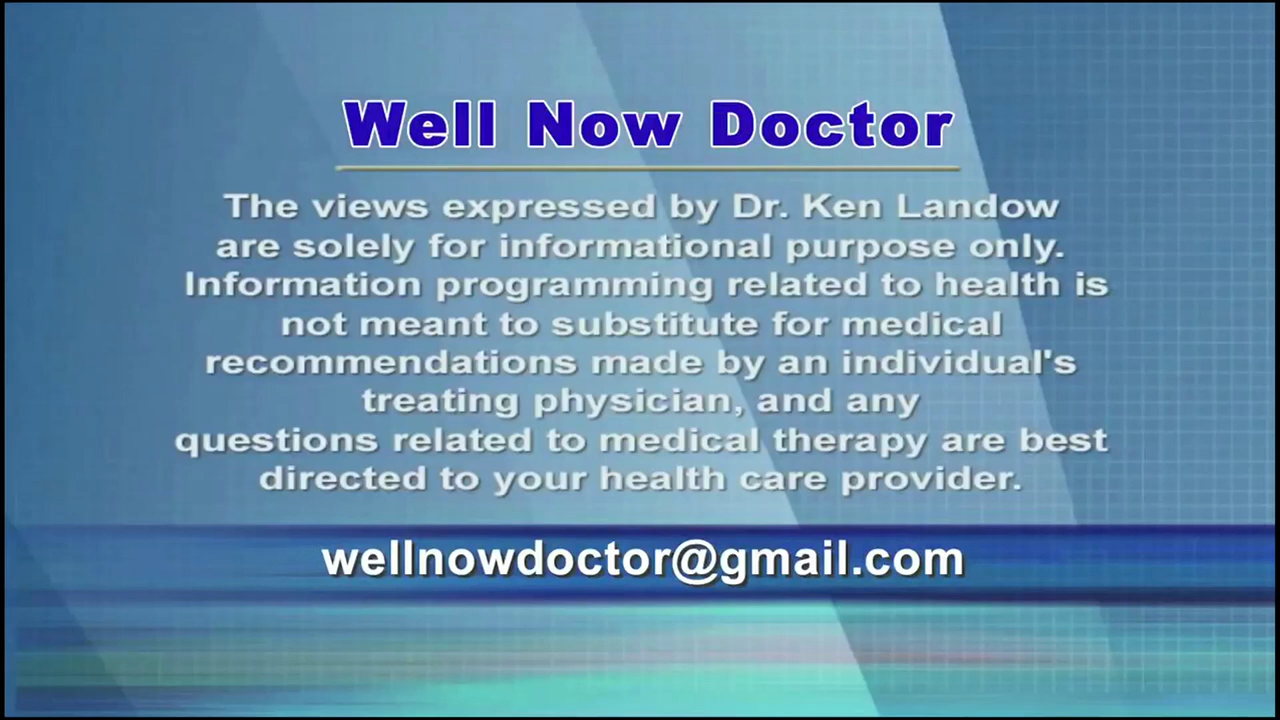 Well Now Doctor
The views expressed by Dr. Ken Landow
are solely for informational purpose only.
Information programming related to health is
not meant to substitute for medical
recommendations made by an individual's
treating physician, and any
questions related to medical therapy are best
directed to your health care provider.
wellnowdoctor@gmail.com